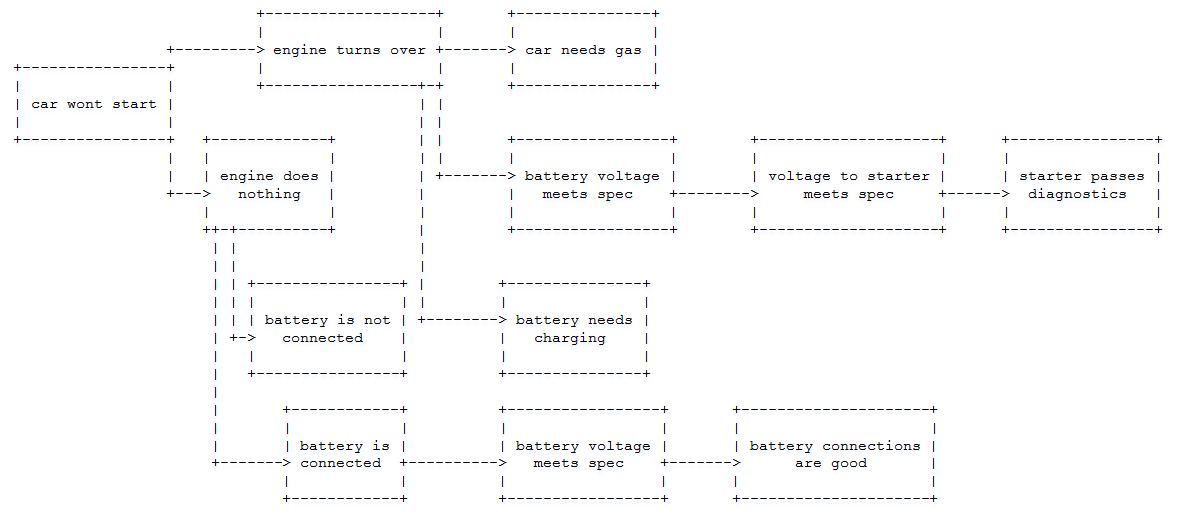 engine turns over
car needs gas
car wont start
engine does
nothing
battery voltage
meets spec
voltage to starter
meets spec
starter passes
diagnostics
battery is not
connected
battery needs
charging
battery is
connected
battery voltage
meets spec
battery connections
are good